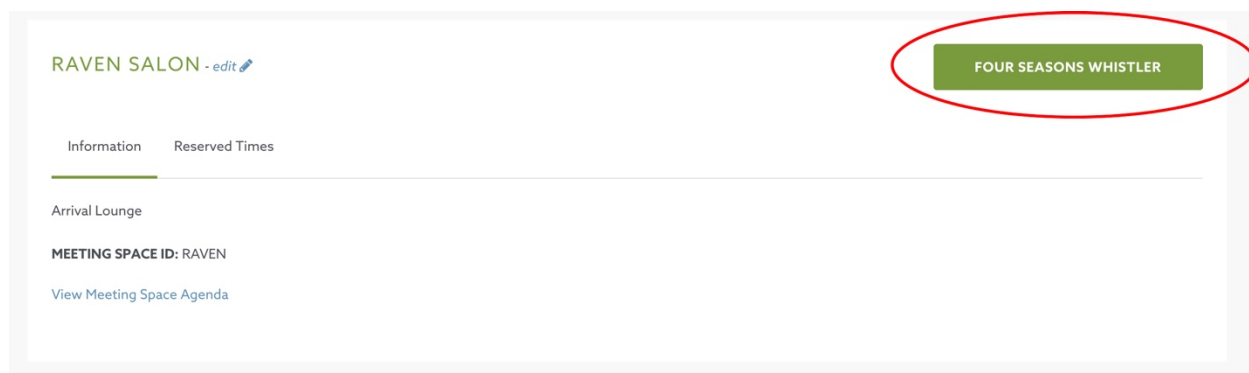 RAVEN SALON - edit
FOUR SEASONS WHISTLER
Information
Reserved Times
Arrival Lounge
MEETING SPACE ID: RAVEN
View Meeting Space Agenda